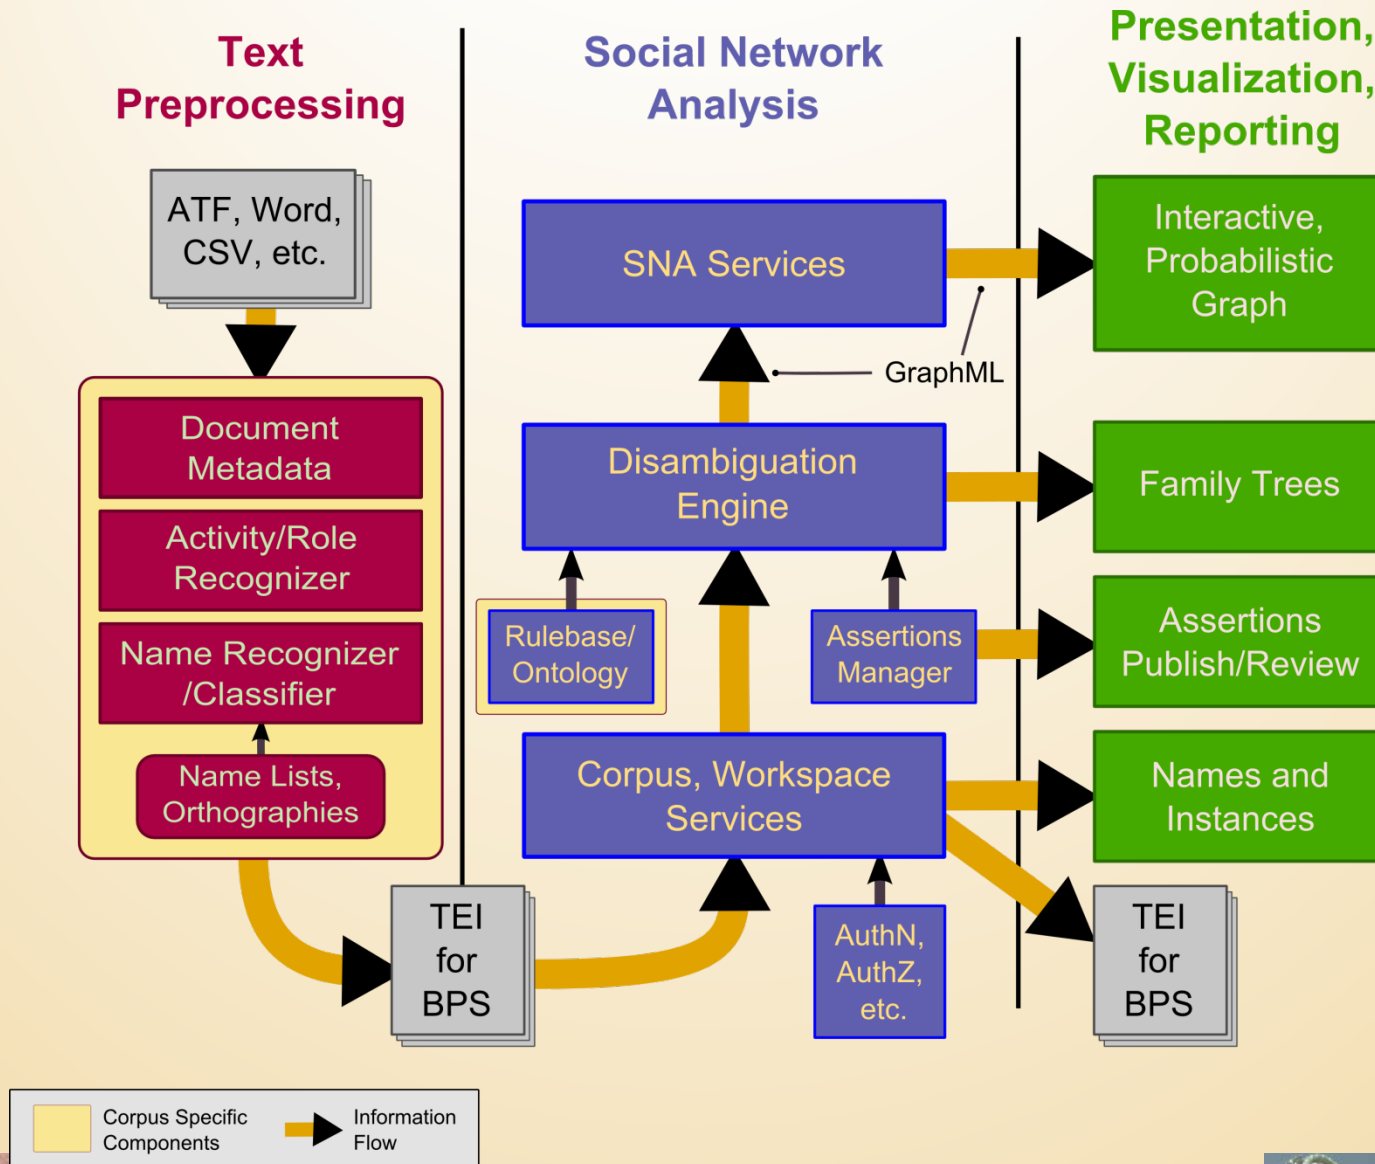 Text
Preprocessing
ATF, Word,
CSV, etc.
Document
Metadata
Activity/Role
Recognizer
Name Recognizer
/Classifier
Name Lists,
Orthographies
TEI
for
BPS
Social Network
Analysis
SNA Services
GraphML
Disambiguation
Engine
Rulebase/
Ontology
Assertions
Manager
Corpus, Workspace
Services
AuthN,
AuthZ,
etc.
Presentation,
Visualization,
Reporting
Interactive,
Probabilistic
Graph
Family Trees
Assertions
Publish/Review
Names and
Instances
TEI
for
BPS
Corpus Specific
Components
Information
Flow